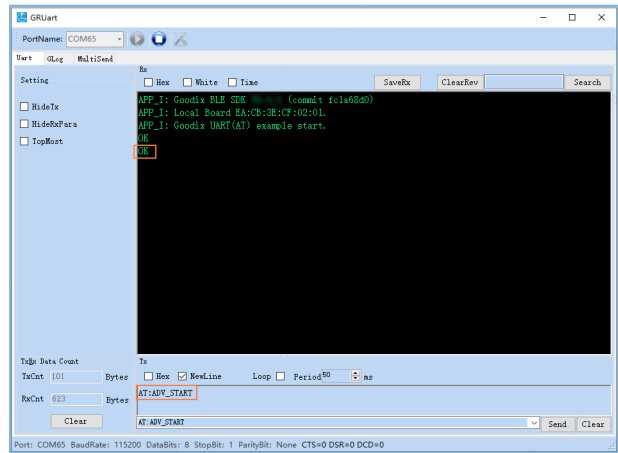 GRUart
PortName: COM65
Uart GLog MultiSend
Setting
HideTx
HideRxPara
TopMost
Rx
Hex White Time SaveRx ClearRev Search
APP_I: Goodix BLE SDK (commit fc1a68d0)
APP_I: Local Board EA:CB:3E:CF:02:01.
APP_I: Goodix UART(AT) example start.
OK
OK
TxRx Data Count
TxCnt 101 Bytes
RxCnt 623 Bytes
Clear
Tx
Hex NewLine Loop Period 50 ms
AT:ADV_START
AT:ADV_START Send Clear
Port: COM65 BaudRate: 115200 DataBits: 8 StopBit: 1 ParityBit: None CTS=0 DSR=0 DCD=0